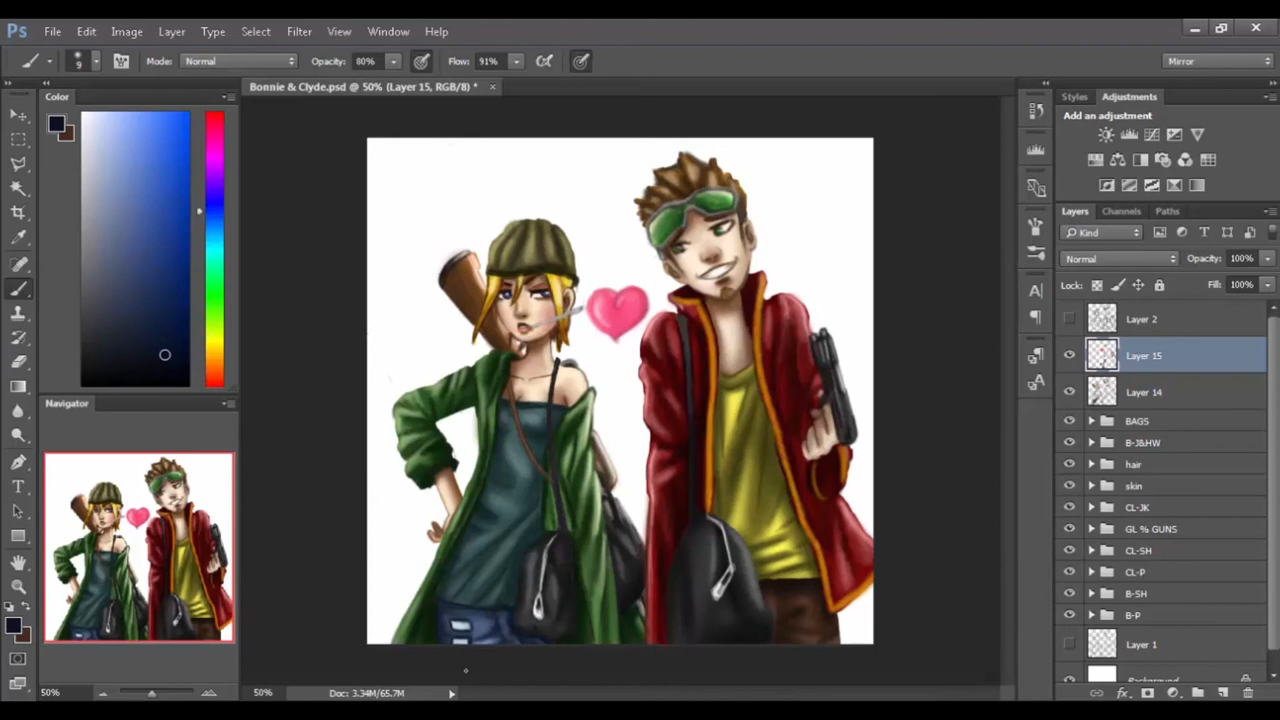 Ps File Edit Image Layer Type Select Filter View Window Help
9 Mode: Normal Opacity: 80% Flow: 91% Mirror
Bonnie & Clyde.psd @ 50% (Layer 15, RGB/8) *
Color
Navigator
50%
50% Doc: 3.34M/65.7M
Styles Adjustments
Add an adjustment
Layers Channels Paths
Kind
Normal Opacity: 100%
Lock: Fill: 100%
Layer 2
Layer 15
Layer 14
BAGS
B-J&HW
hair
skin
CL-JK
GL % GUNS
CL-SH
CL-P
B-SH
B-P
Layer 1
Background